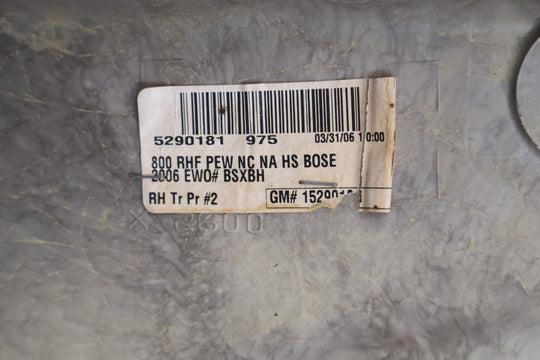 5290181 975 03/31/06 10:00
800 RHF PEW NC NA HS BOSE
2006 EWO# BSXBH
RH Tr Pr #2 GM#